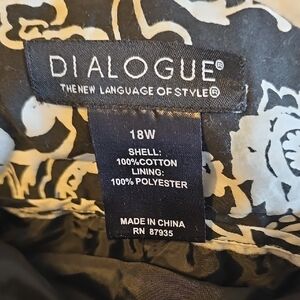 DIALOGUE®
THE NEW LANGUAGE OF STYLE®
18W
SHELL:
100%COTTON
LINING:
100% POLYESTER
MADE IN CHINA
RN 87935